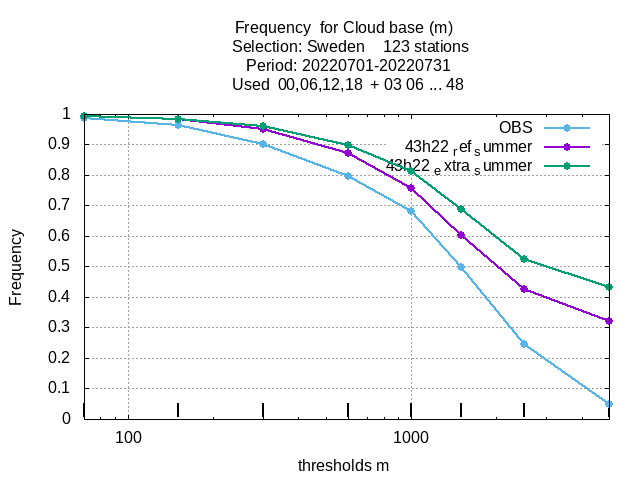 Frequency  for Cloud base (m)
Selection: Sweden    123 stations
Period: 20220701-20220731
Used  00,06,12,18  + 03 06 ... 48
1
0.9
0.8
0.7
0.6
0.5
0.4
0.3
0.2
0.1
0
Frequency
OBS
43h22 ref summer
43h22 extra summer
100
1000
thresholds m